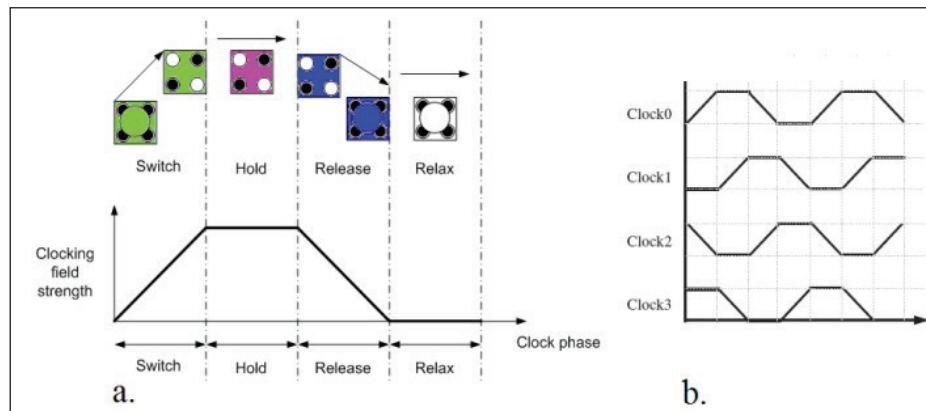 Switch Hold Release Relax
Clocking
field
strength
Clock phase
Switch Hold Release Relax
a.
Clock0
Clock1
Clock2
Clock3
b.